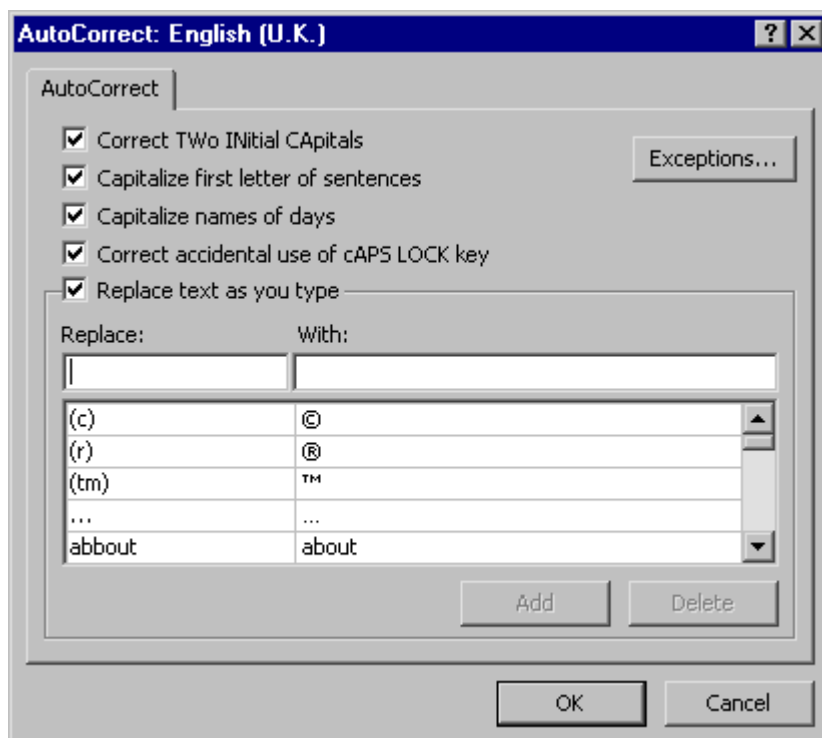 AutoCorrect: English (U.K.)
AutoCorrect
Correct TWo INitial CApitals
Exceptions...
Capitalize first letter of sentences
Capitalize names of days
Correct accidental use of cAPS LOCK key
Replace text as you type
Replace: With:
(c) ©
(r) ®
(tm) ™
... …
abbout about
Add Delete
OK Cancel